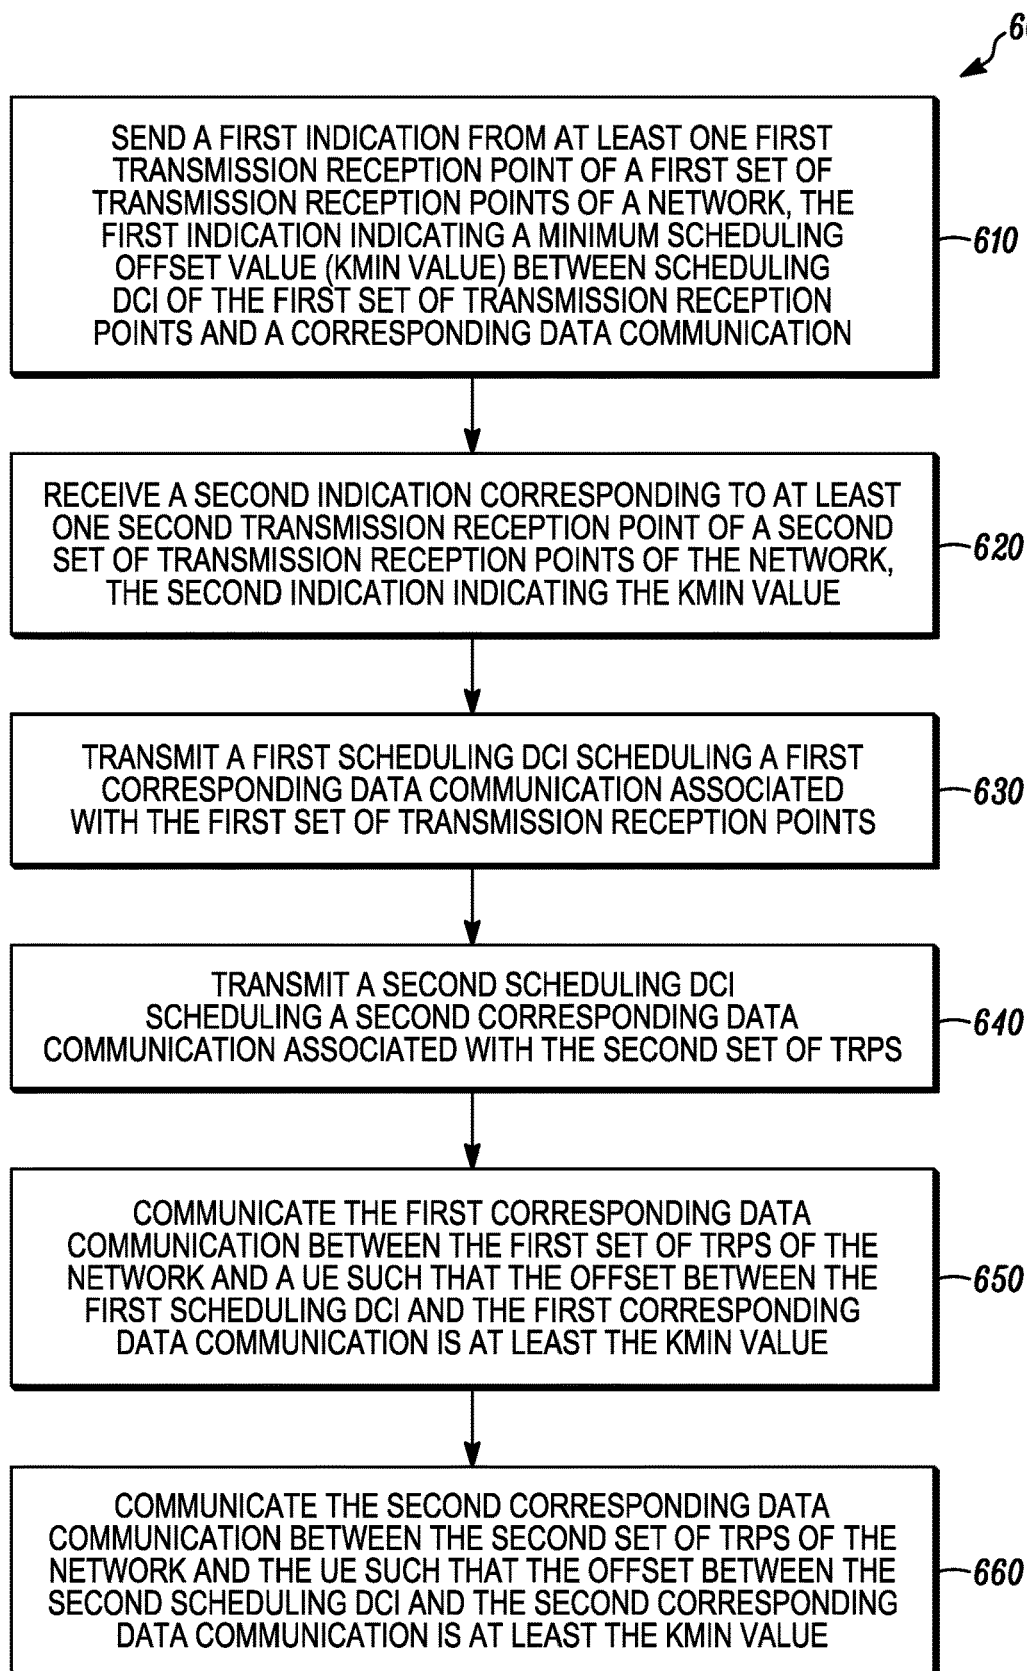 SEND A FIRST INDICATION FROM AT LEAST ONE FIRST
TRANSMISSION RECEPTION POINT OF A FIRST SET OF
TRANSMISSION RECEPTION POINTS OF A NETWORK, THE
FIRST INDICATION INDICATING A MINIMUM SCHEDULING
OFFSET VALUE (KMIN VALUE) BETWEEN SCHEDULING
DCI OF THE FIRST SET OF TRANSMISSION RECEPTION
POINTS AND A CORRESPONDING DATA COMMUNICATION
610
RECEIVE A SECOND INDICATION CORRESPONDING TO AT LEAST
ONE SECOND TRANSMISSION RECEPTION POINT OF A SECOND
SET OF TRANSMISSION RECEPTION POINTS OF THE NETWORK,
THE SECOND INDICATION INDICATING THE KMIN VALUE
620
TRANSMIT A FIRST SCHEDULING DCI SCHEDULING A FIRST
CORRESPONDING DATA COMMUNICATION ASSOCIATED
WITH THE FIRST SET OF TRANSMISSION RECEPTION POINTS
630
TRANSMIT A SECOND SCHEDULING DCI
SCHEDULING A SECOND CORRESPONDING DATA
COMMUNICATION ASSOCIATED WITH THE SECOND SET OF TRPS
640
COMMUNICATE THE FIRST CORRESPONDING DATA
COMMUNICATION BETWEEN THE FIRST SET OF TRPS OF THE
NETWORK AND A UE SUCH THAT THE OFFSET BETWEEN THE
FIRST SCHEDULING DCI AND THE FIRST CORRESPONDING
DATA COMMUNICATION IS AT LEAST THE KMIN VALUE
650
COMMUNICATE THE SECOND CORRESPONDING DATA
COMMUNICATION BETWEEN THE SECOND SET OF TRPS OF THE
NETWORK AND THE UE SUCH THAT THE OFFSET BETWEEN THE
SECOND SCHEDULING DCI AND THE SECOND CORRESPONDING
DATA COMMUNICATION IS AT LEAST THE KMIN VALUE
660